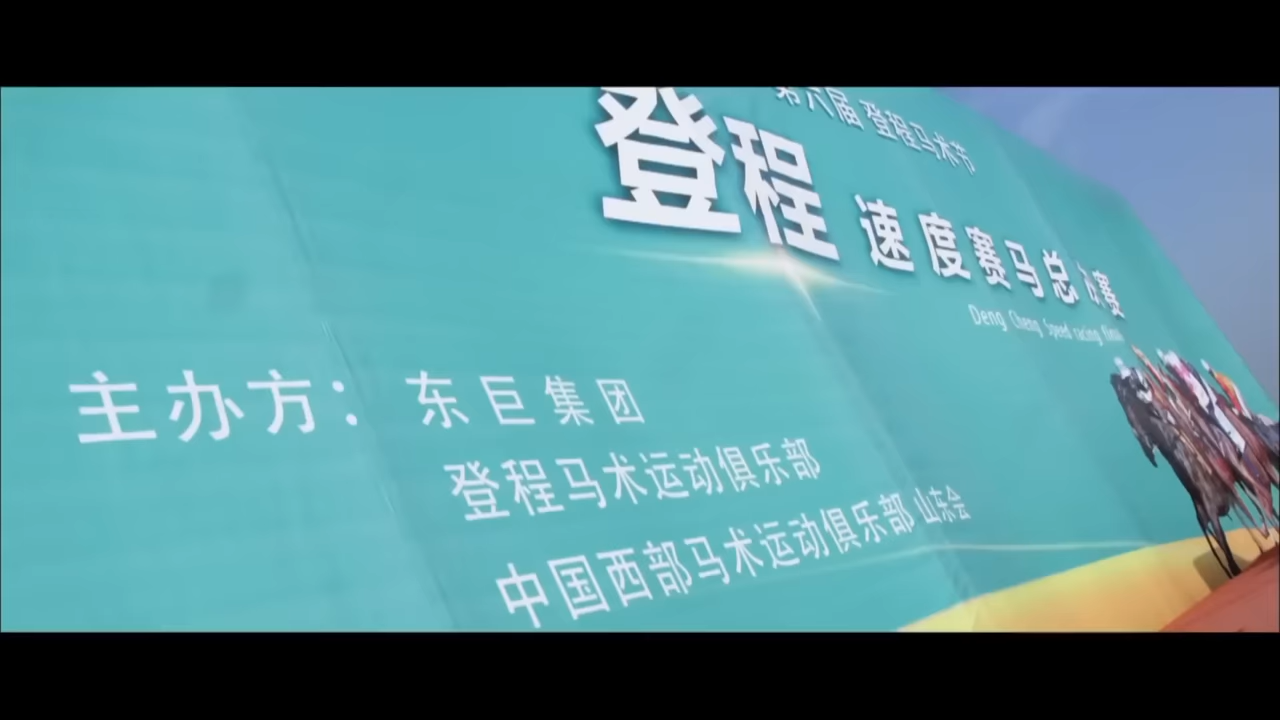 第六届 登程马术节
登程 速度赛马总决赛
Deng Cheng Speed racing
主办方：东巨集团
登程马术运动俱乐部
中国西部马术运动俱乐部 山东会